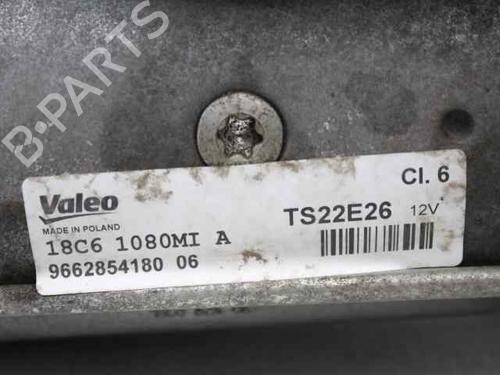 B-PARTS
Valeo
Cl. 6
MADE IN POLAND
TS22E26 12V
18C6 1080MI A
9662854180 06